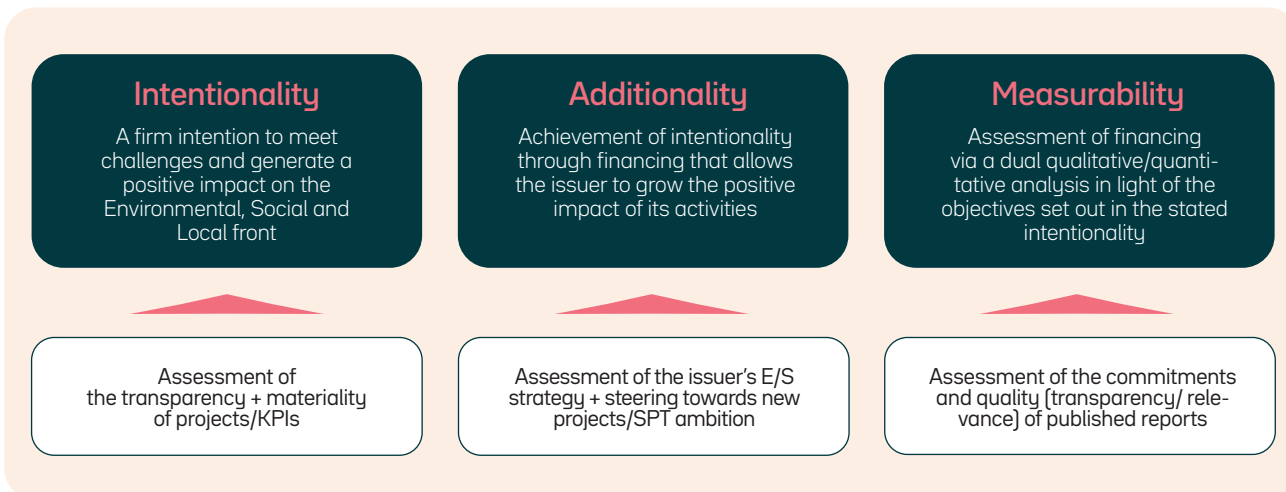 Intentionality
A firm intention to meet
challenges and generate a
positive impact on the
Environmental, Social and
Local front
Additionality
Achievement of intentionality
through financing that allows
the issuer to grow the positive
impact of its activities
Measurability
Assessment of financing
via a dual qualitative/quanti-
tative analysis in light of the
objectives set out in the stated
intentionality
Assessment of
the transparency + materiality
of projects/KPIs
Assessment of the issuer's E/S
strategy + steering towards new
projects/SPT ambition
Assessment of the commitments
and quality (transparency/ rele-
vance) of published reports